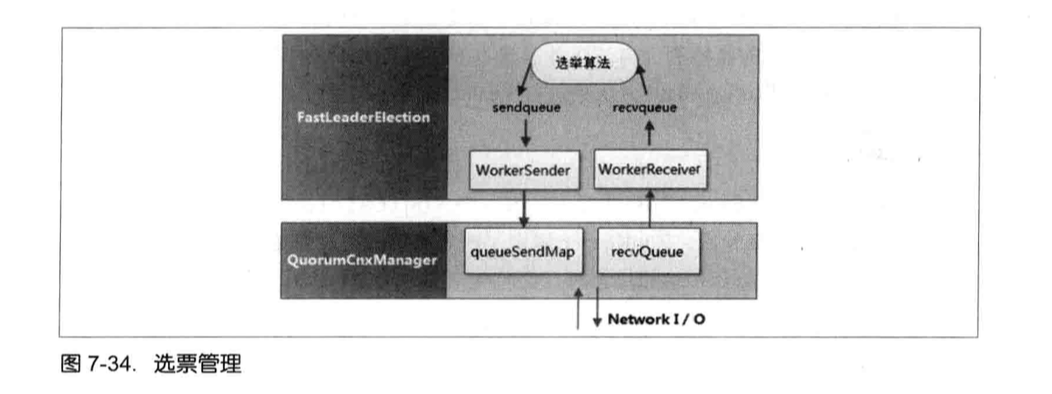 选举算法
sendqueue
recvqueue
FastLeaderElection
WorkerSender
WorkerReceiver
QuorumCnxManager
queueSendMap
recvQueue
Network I / O
图 7-34. 选票管理